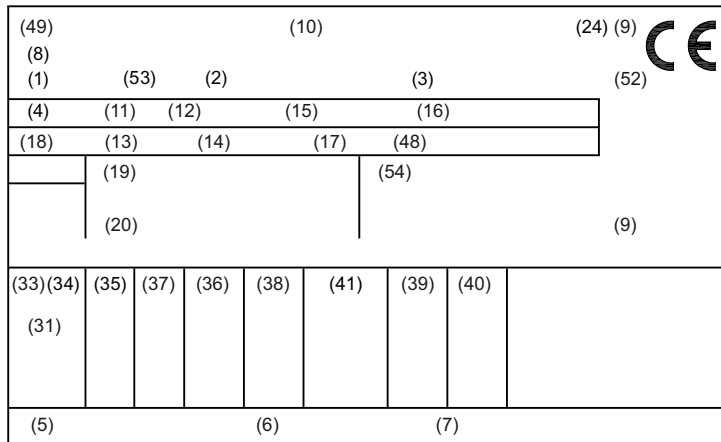 (49) (10) (24) (9) CE
(8)
(1) (53) (2) (3) (52)
(4) (11) (12) (15) (16)
(18) (13) (14) (17) (48)
(19) (54)
(20) (9)
(33)(34) (35) (37) (36) (38) (41) (39) (40)
(31)
(5) (6) (7)